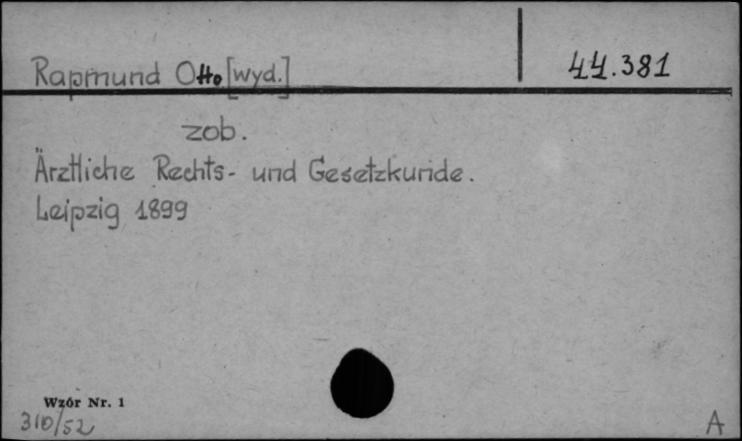 Rapmund Otto [wyd.]
44.381
zob.
Ärztliche Rechts- und Gesetzkunde.
Leipzig 1899
Wzór Nr. 1
310/52
A